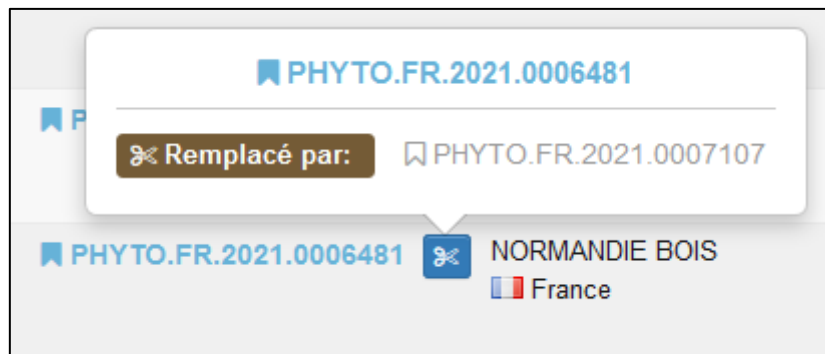 PHYTO.FR.2021.0006481
Remplacé par: PHYTO.FR.2021.0007107
P
PHYTO.FR.2021.0006481 NORMANDIE BOIS
France